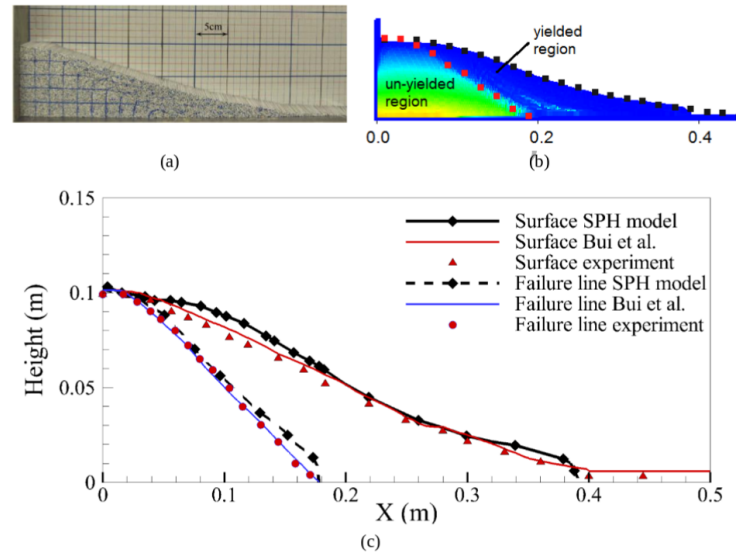 5cm
yielded
region
un-yielded
region
0.0
0.2
0.4
(a)
(b)
0.15
0.1
0.05
0
Height (m)
Surface SPH model
Surface Bui et al.
Surface experiment
Failure line SPH model
Failure line Bui et al.
Failure line experiment
0
0.1
0.2
0.3
0.4
0.5
X (m)
(c)